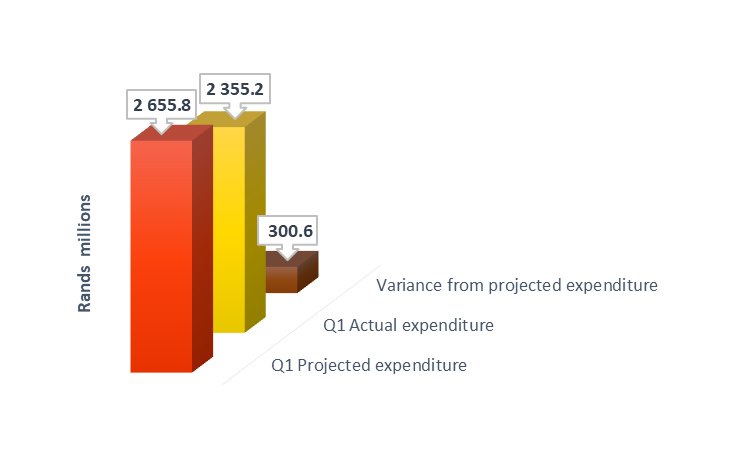 2 655.8
2 355.2
300.6
Rands millions
Variance from projected expenditure
Q1 Actual expenditure
Q1 Projected expenditure